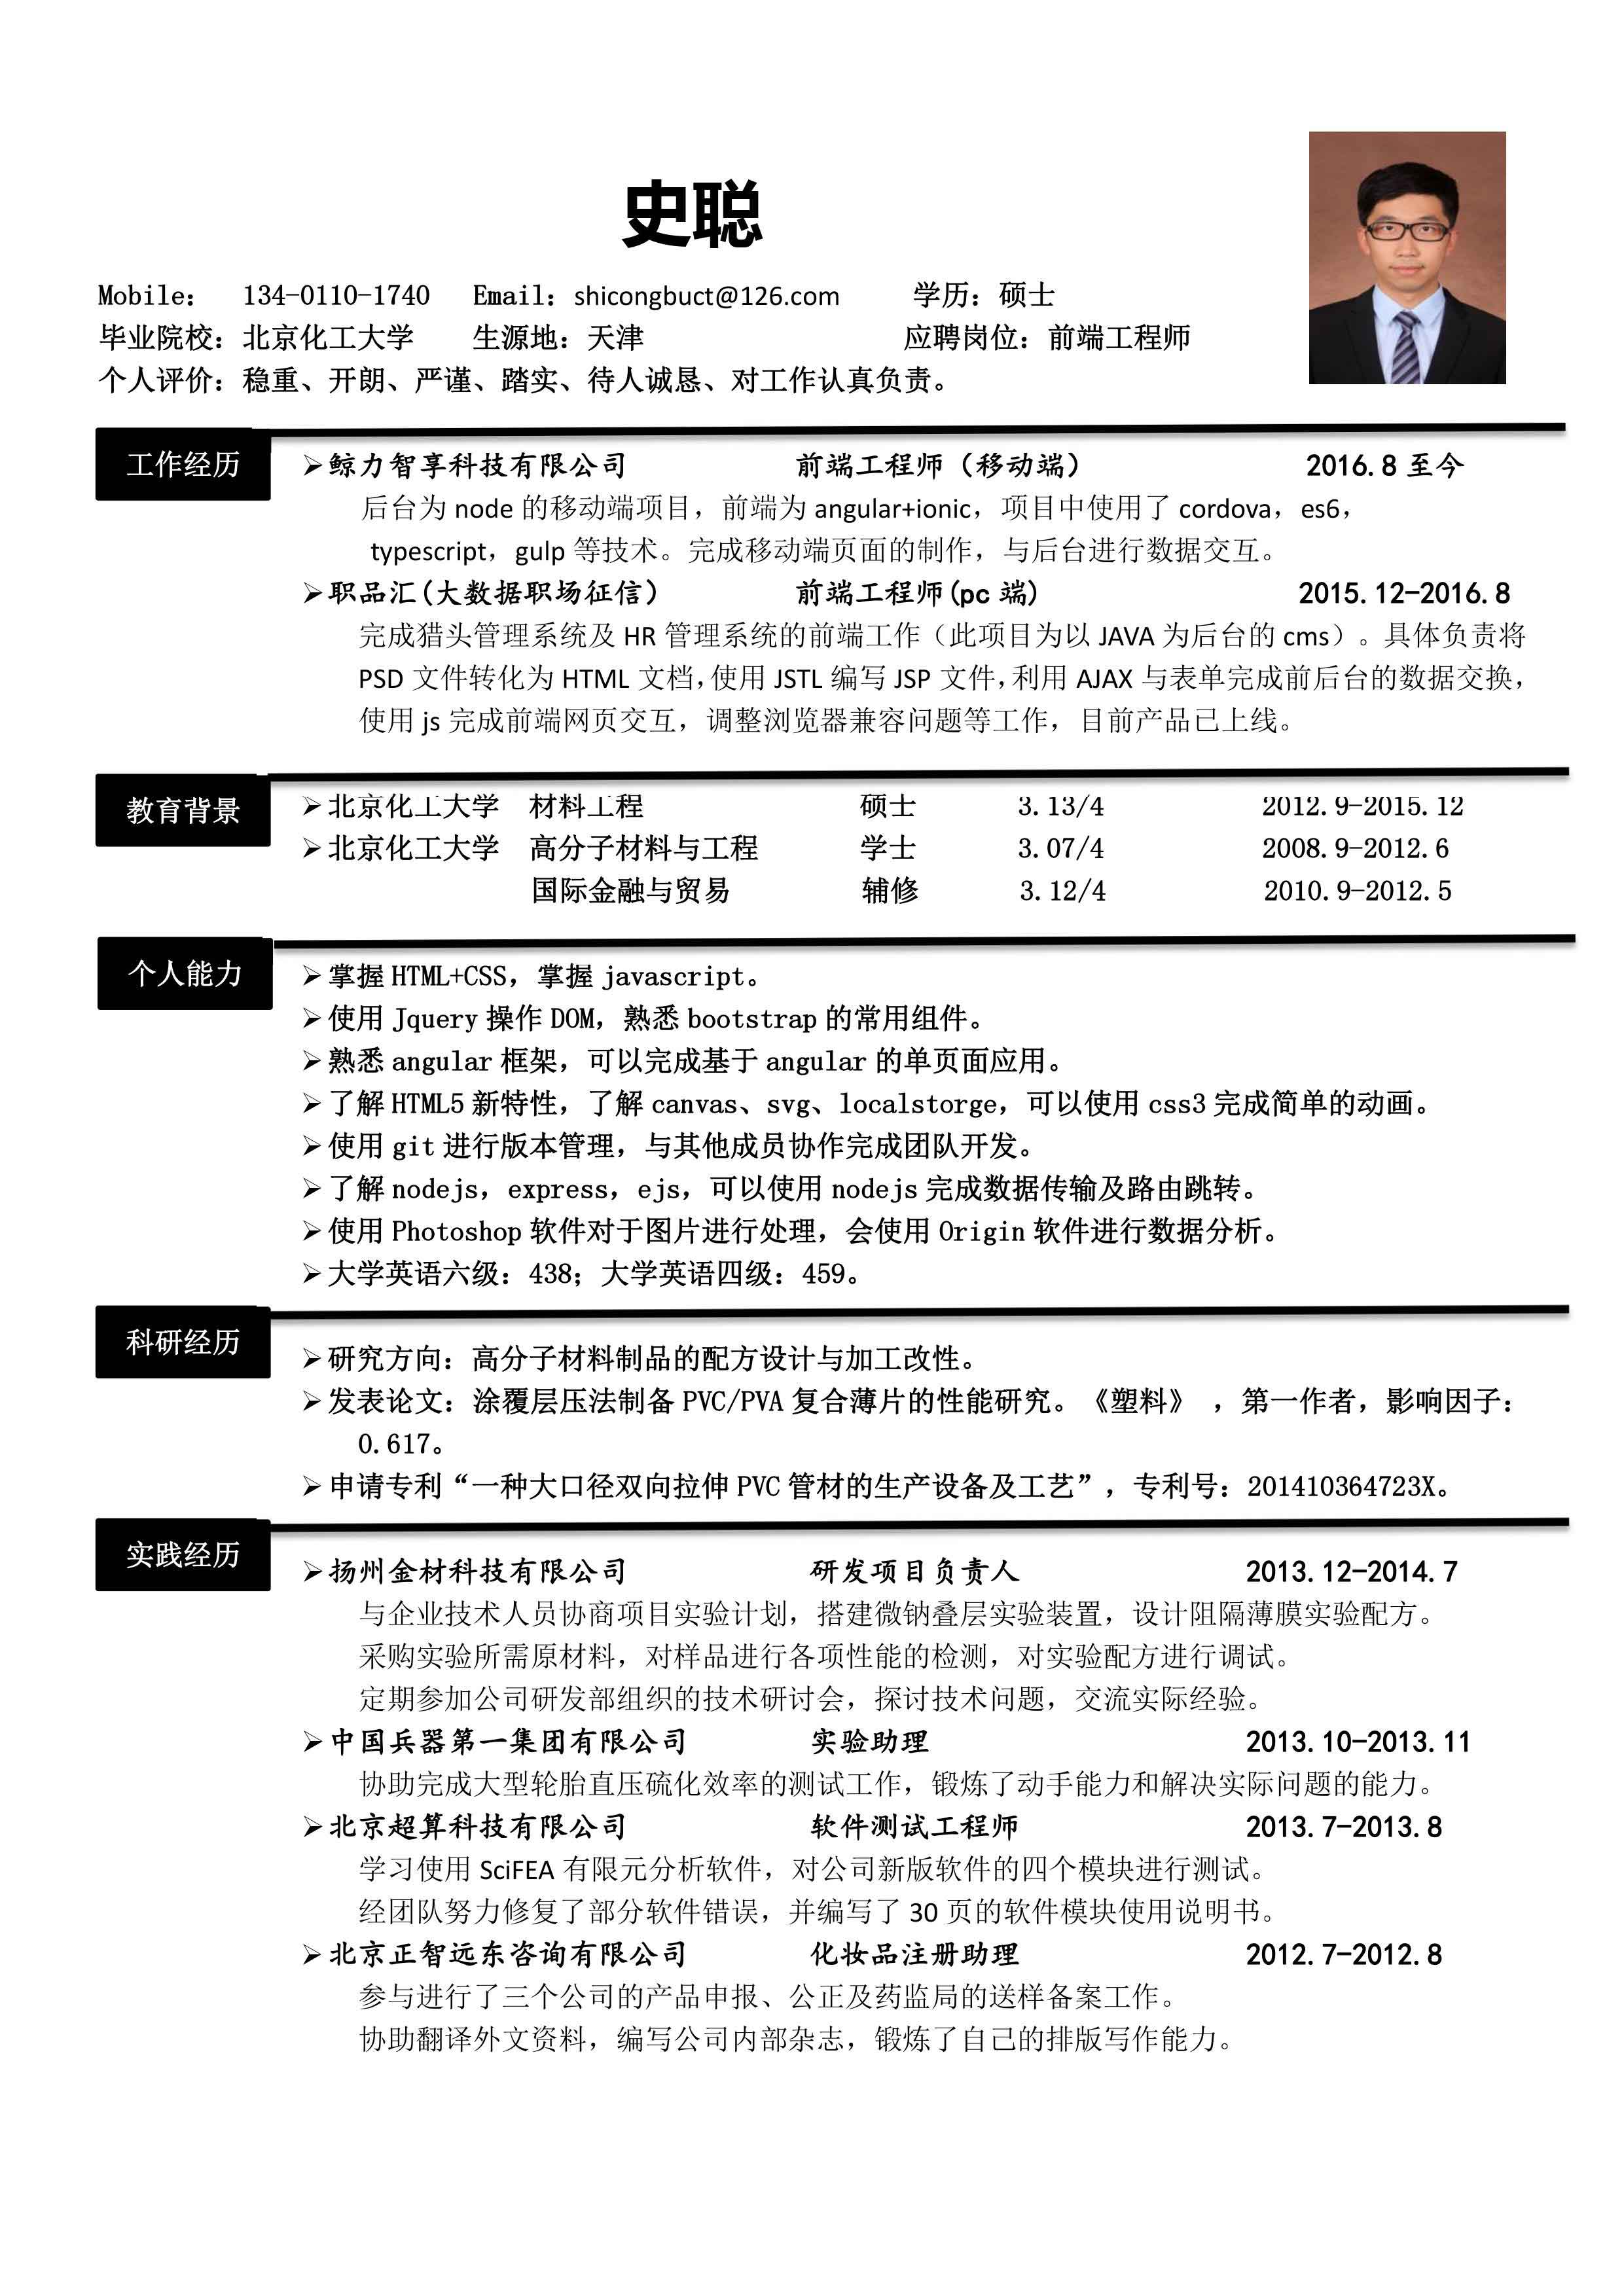 史聪
Mobile： 134-0110-1740 Email：shicongbuct@126.com 学历：硕士
毕业院校：北京化工大学 生源地：天津 应聘岗位：前端工程师
个人评价：稳重、开朗、严谨、踏实、待人诚恳、对工作认真负责。
工作经历
➢鲸力智享科技有限公司 前端工程师（移动端） 2016.8 至今
后台为 node 的移动端项目，前端为 angular+ionic，项目中使用了 cordova，es6，
typescript，gulp 等技术。完成移动端页面的制作，与后台进行数据交互。
➢职品汇(大数据职场征信） 前端工程师(pc 端) 2015.12-2016.8
完成猎头管理系统及 HR 管理系统的前端工作（此项目为以 JAVA 为后台的 cms）。具体负责将
PSD 文件转化为 HTML 文档，使用 JSTL 编写 JSP 文件，利用 AJAX 与表单完成前后台的数据交换，
使用 js 完成前端网页交互，调整浏览器兼容问题等工作，目前产品已上线。
教育背景
➢北京化工大学 材料工程 硕士 3.13/4 2012.9-2015.12
➢北京化工大学 高分子材料与工程 学士 3.07/4 2008.9-2012.6
国际金融与贸易 辅修 3.12/4 2010.9-2012.5
个人能力
➢掌握 HTML+CSS，掌握 javascript。
➢使用 Jquery 操作 DOM，熟悉 bootstrap 的常用组件。
➢熟悉 angular 框架，可以完成基于 angular 的单页面应用。
➢了解 HTML5 新特性，了解 canvas、svg、localstorge，可以使用 css3 完成简单的动画。
➢使用 git 进行版本管理，与其他成员协作完成团队开发。
➢了解 nodejs，express，ejs，可以使用 nodejs 完成数据传输及路由跳转。
➢使用 Photoshop 软件对于图片进行处理，会使用 Origin 软件进行数据分析。
➢大学英语六级：438；大学英语四级：459。
科研经历
➢研究方向：高分子材料制品的配方设计与加工改性。
➢发表论文：涂覆层压法制备 PVC/PVA 复合薄片的性能研究。《塑料》 ，第一作者，影响因子：
0.617。
➢申请专利“一种大口径双向拉伸 PVC 管材的生产设备及工艺”，专利号：201410364723X。
实践经历
➢扬州金材科技有限公司 研发项目负责人 2013.12-2014.7
与企业技术人员协商项目实验计划，搭建微钠叠层实验装置，设计阻隔薄膜实验配方。
采购实验所需原材料，对样品进行各项性能的检测，对实验配方进行调试。
定期参加公司研发部组织的技术研讨会，探讨技术问题，交流实际经验。
➢中国兵器第一集团有限公司 实验助理 2013.10-2013.11
协助完成大型轮胎直压硫化效率的测试工作，锻炼了动手能力和解决实际问题的能力。
➢北京超算科技有限公司 软件测试工程师 2013.7-2013.8
学习使用 SciFEA 有限元分析软件，对公司新版软件的四个模块进行测试。
经团队努力修复了部分软件错误，并编写了 30 页的软件模块使用说明书。
➢北京正智远东咨询有限公司 化妆品注册助理 2012.7-2012.8
参与进行了三个公司的产品申报、公正及药监局的送样备案工作。
协助翻译外文资料，编写公司内部杂志，锻炼了自己的排版写作能力。